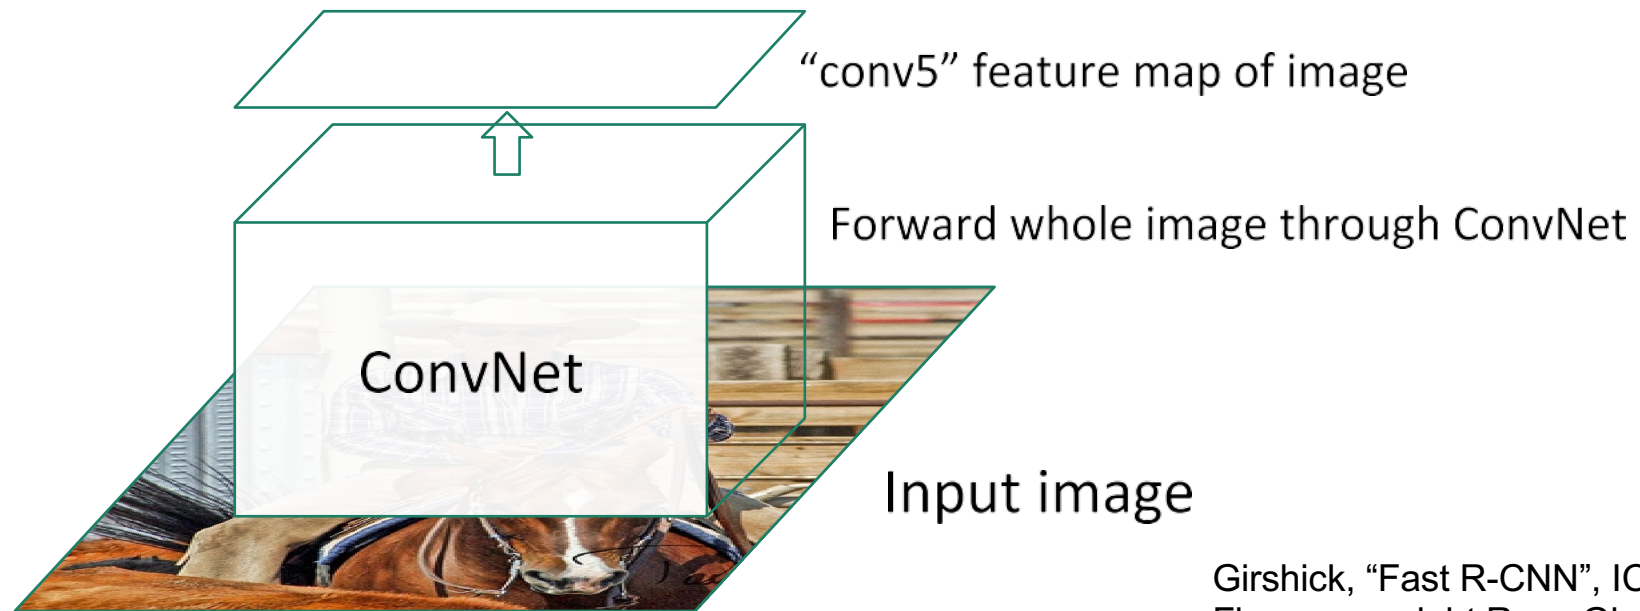 “conv5” feature map of image
Forward whole image through ConvNet
ConvNet
Input image
Girshick, “Fast R-CNN”,